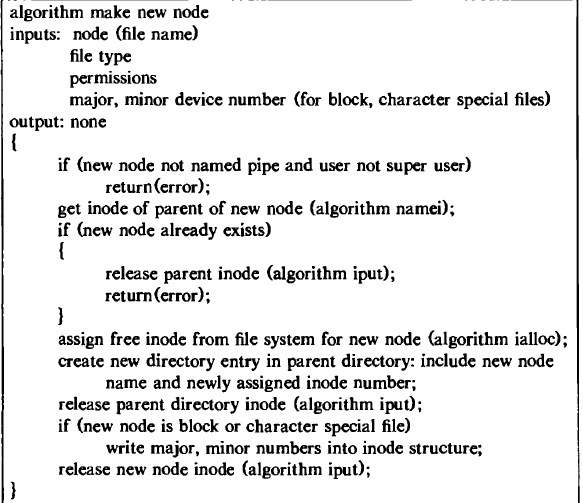 algorithm make new node
inputs: node (file name)
file type
permissions
major, minor device number (for block, character special files)
output: none
{
if (new node not named pipe and user not super user)
return(error);
get inode of parent of new node (algorithm namei);
if (new node already exists)
{
release parent inode (algorithm iput);
return(error);
}
assign free inode from file system for new node (algorithm ialloc);
create new directory entry in parent directory: include new node
name and newly assigned inode number;
release parent directory inode (algorithm iput);
if (new node is block or character special file)
write major, minor numbers into inode structure;
release new node inode (algorithm iput);
}